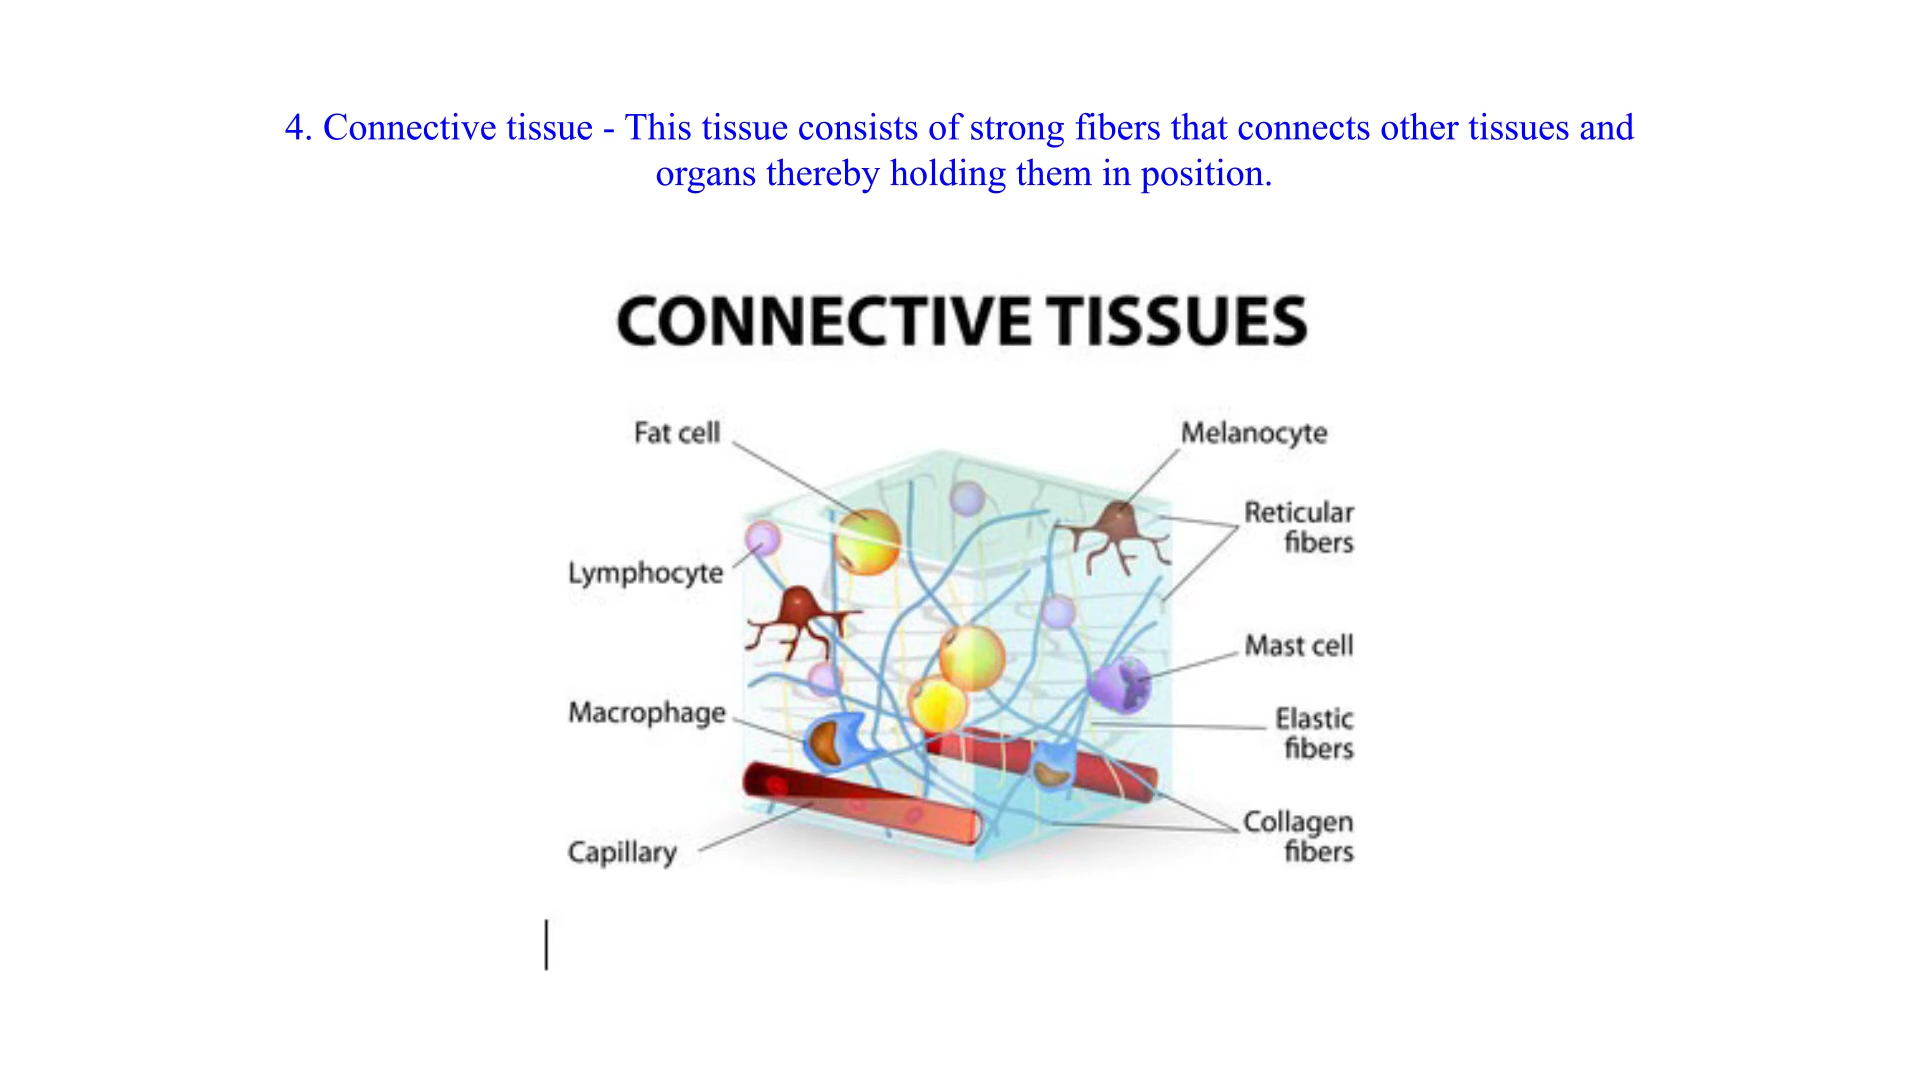 4. Connective tissue - This tissue consists of strong fibers that connects other tissues and
organs thereby holding them in position.
CONNECTIVE TISSUES
Fat cell
Melanocyte
Reticular
fibers
Lymphocyte
Mast cell
Macrophage
Elastic
fibers
Collagen
fibers
Capillary